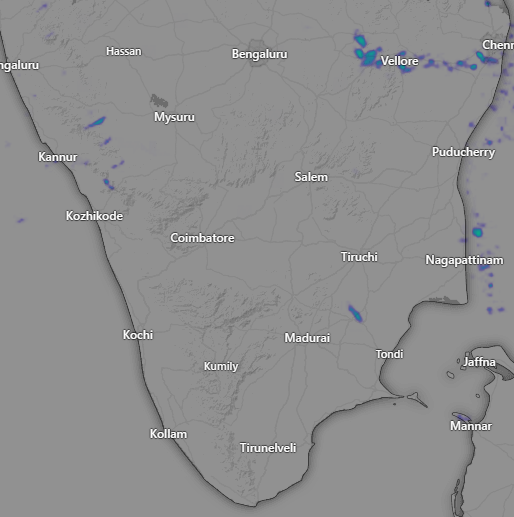 Hassan
Bengaluru
Chenn
ngaluru
Vellore
Mysuru
Kannur
Puducherry
Salem
Kozhikode
Coimbatore
Tiruchi
Nagapattinam
Kochi
Madurai
Tondi
Kumily
Jaffna
Kollam
Mannar
Tirunelveli